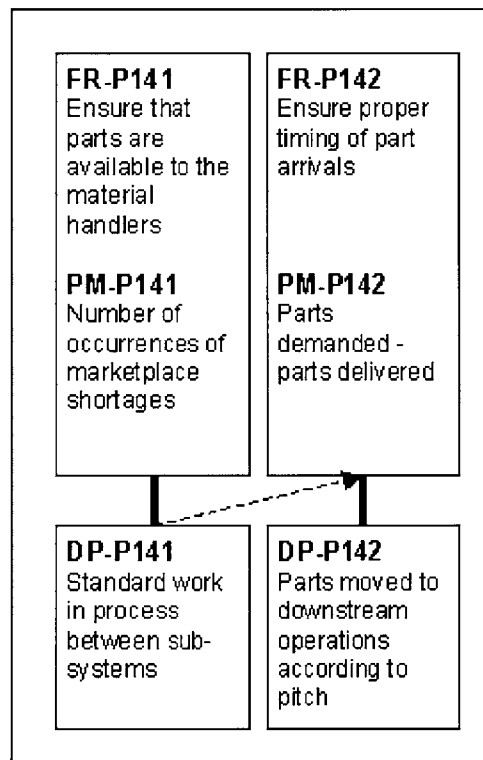 FR-P141
Ensure that
parts are
available to the
material
handlers
PM-P141
Number of
occurrences of
marketplace
shortages
FR-P142
Ensure proper
timing of part
arrivals
PM-P142
Parts
demanded -
parts delivered
DP-P141
Standard work
in process
between sub-
systems
DP-P142
Parts moved to
downstream
operations
according to
pitch